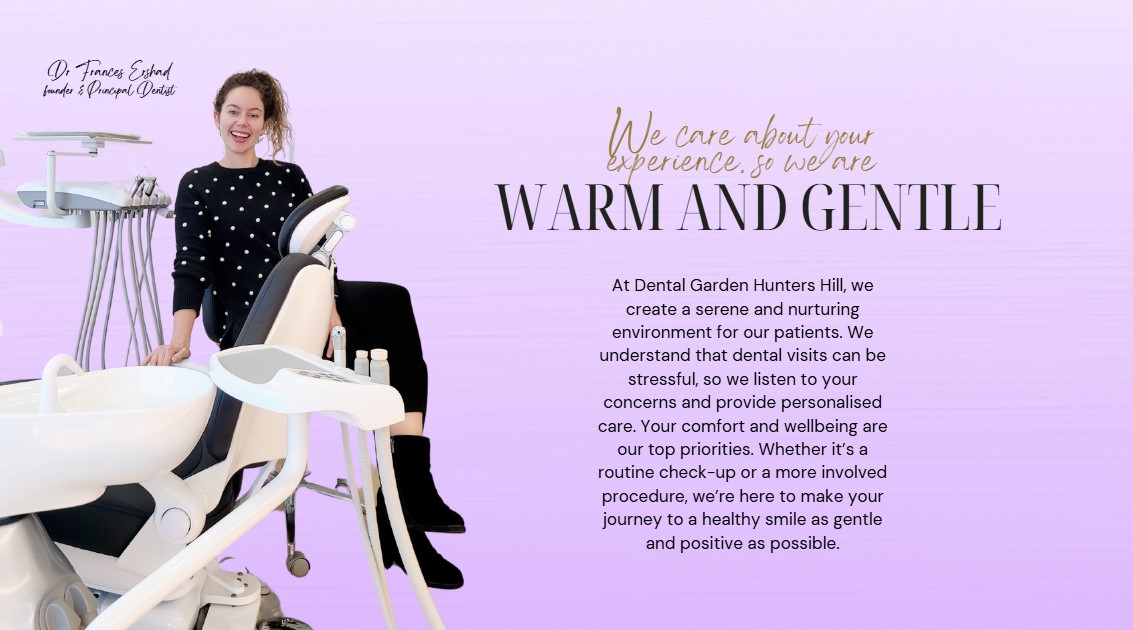 Dr Frances Ershad
founder & Principal Dentist
We care about your
experience, so we are
WARM AND GENTLE
At Dental Garden Hunters Hill, we
create a serene and nurturing
environment for our patients. We
understand that dental visits can be
stressful, so we listen to your
concerns and provide personalised
care. Your comfort and wellbeing are
our top priorities. Whether it’s a
routine check-up or a more involved
procedure, we’re here to make your
journey to a healthy smile as gentle
and positive as possible.